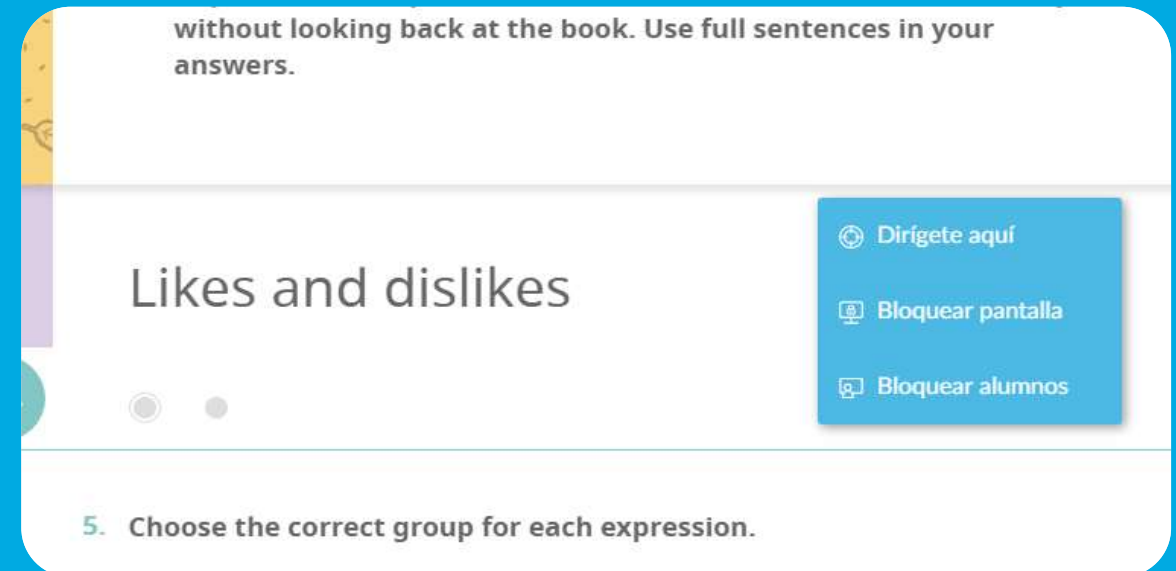 without looking back at the book. Use full sentences in your
answers.
Likes and dislikes
Dirígete aquí
Bloquear pantalla
Bloquear alumnos
5. Choose the correct group for each expression.